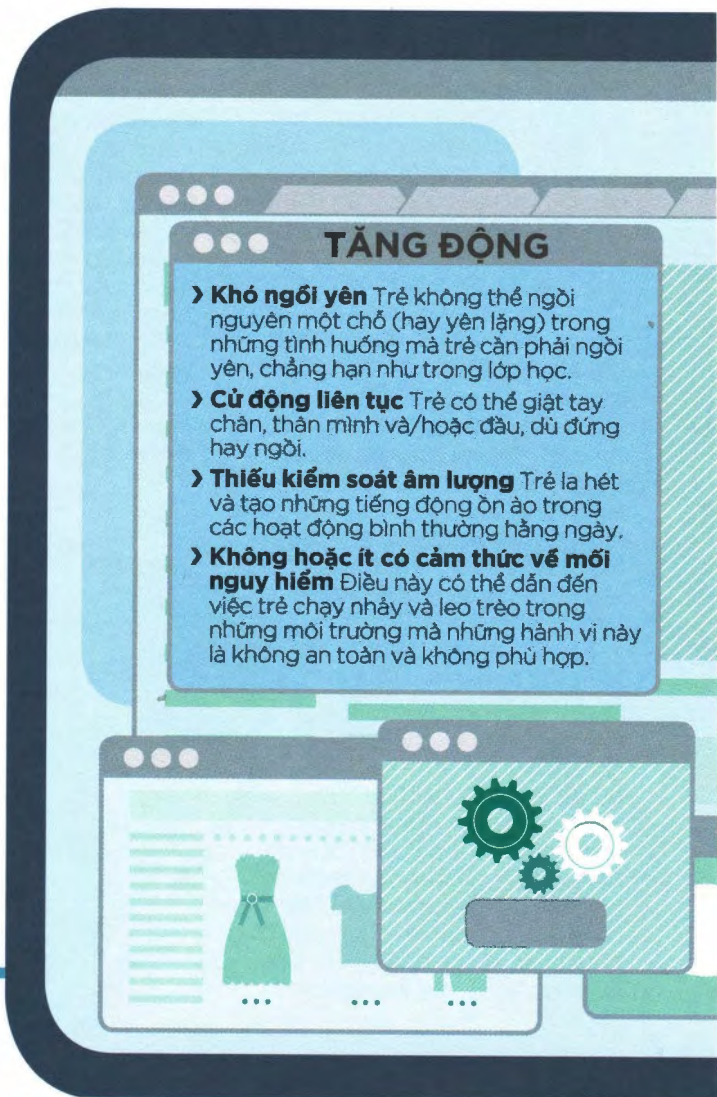 TĂNG ĐỘNG
❯ Khó ngồi yên Trẻ không thể ngồi
nguyên một chỗ (hay yên lặng) trong
những tình huống mà trẻ cần phải ngồi
yên, chẳng hạn như trong lớp học.
❯ Cử động liên tục Trẻ có thể giật tay
chân, thân mình và/hoặc đầu, dù đứng
hay ngồi.
❯ Thiếu kiểm soát âm lượng Trẻ la hét
và tạo những tiếng động ồn ào trong
các hoạt động bình thường hằng ngày.
❯ Không hoặc ít có cảm thức về mối
nguy hiểm Điều này có thể dẫn đến
việc trẻ chạy nhảy và leo trèo trong
những môi trường mà những hành vi này
là không an toàn và không phù hợp.